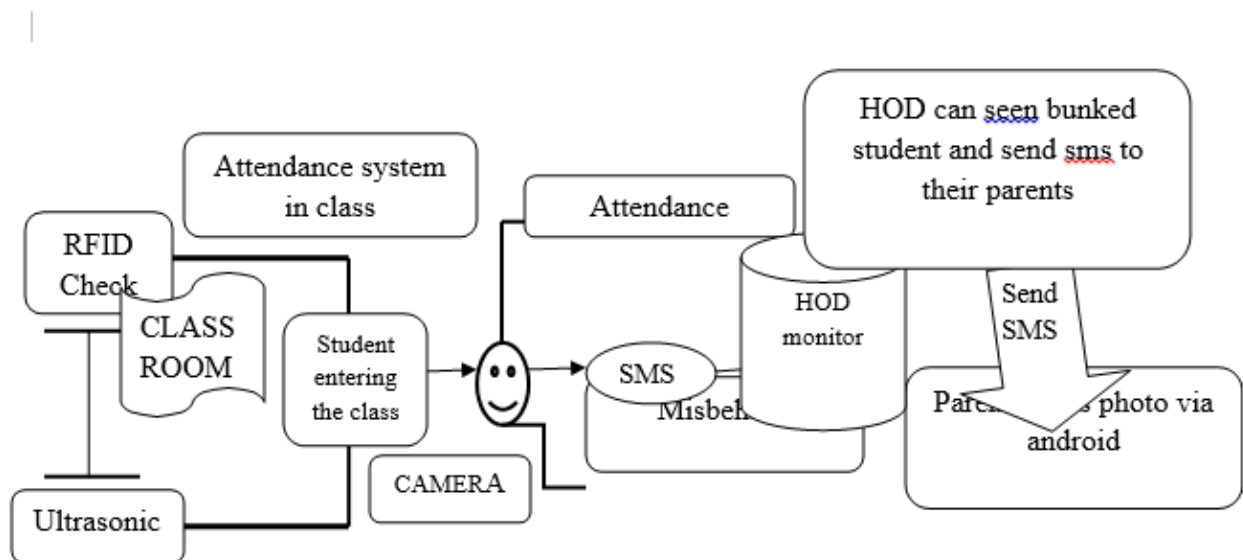 HOD can seen bunked
student and send sms to
their parents
Attendance system
in class
Attendance
RFID
Check
CLASS
ROOM
Student
entering
the class
SMS
HOD
monitor
Send
SMS
photo via
android
CAMERA
Ultrasonic